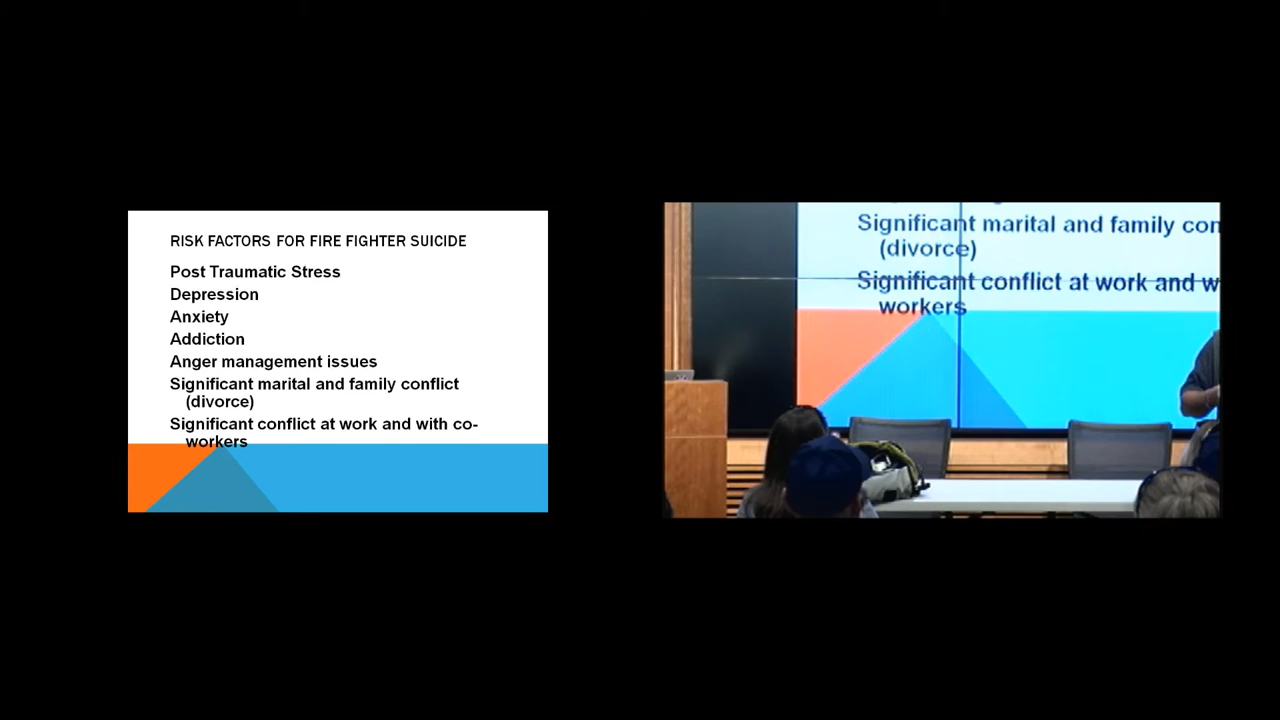 RISK FACTORS FOR FIRE FIGHTER SUICIDE
Post Traumatic Stress
Depression
Anxiety
Addiction
Anger management issues
Significant marital and family conflict
(divorce)
Significant conflict at work and with co-
workers
Significant marital and family con
(divorce)
Significant conflict at work and w
workers